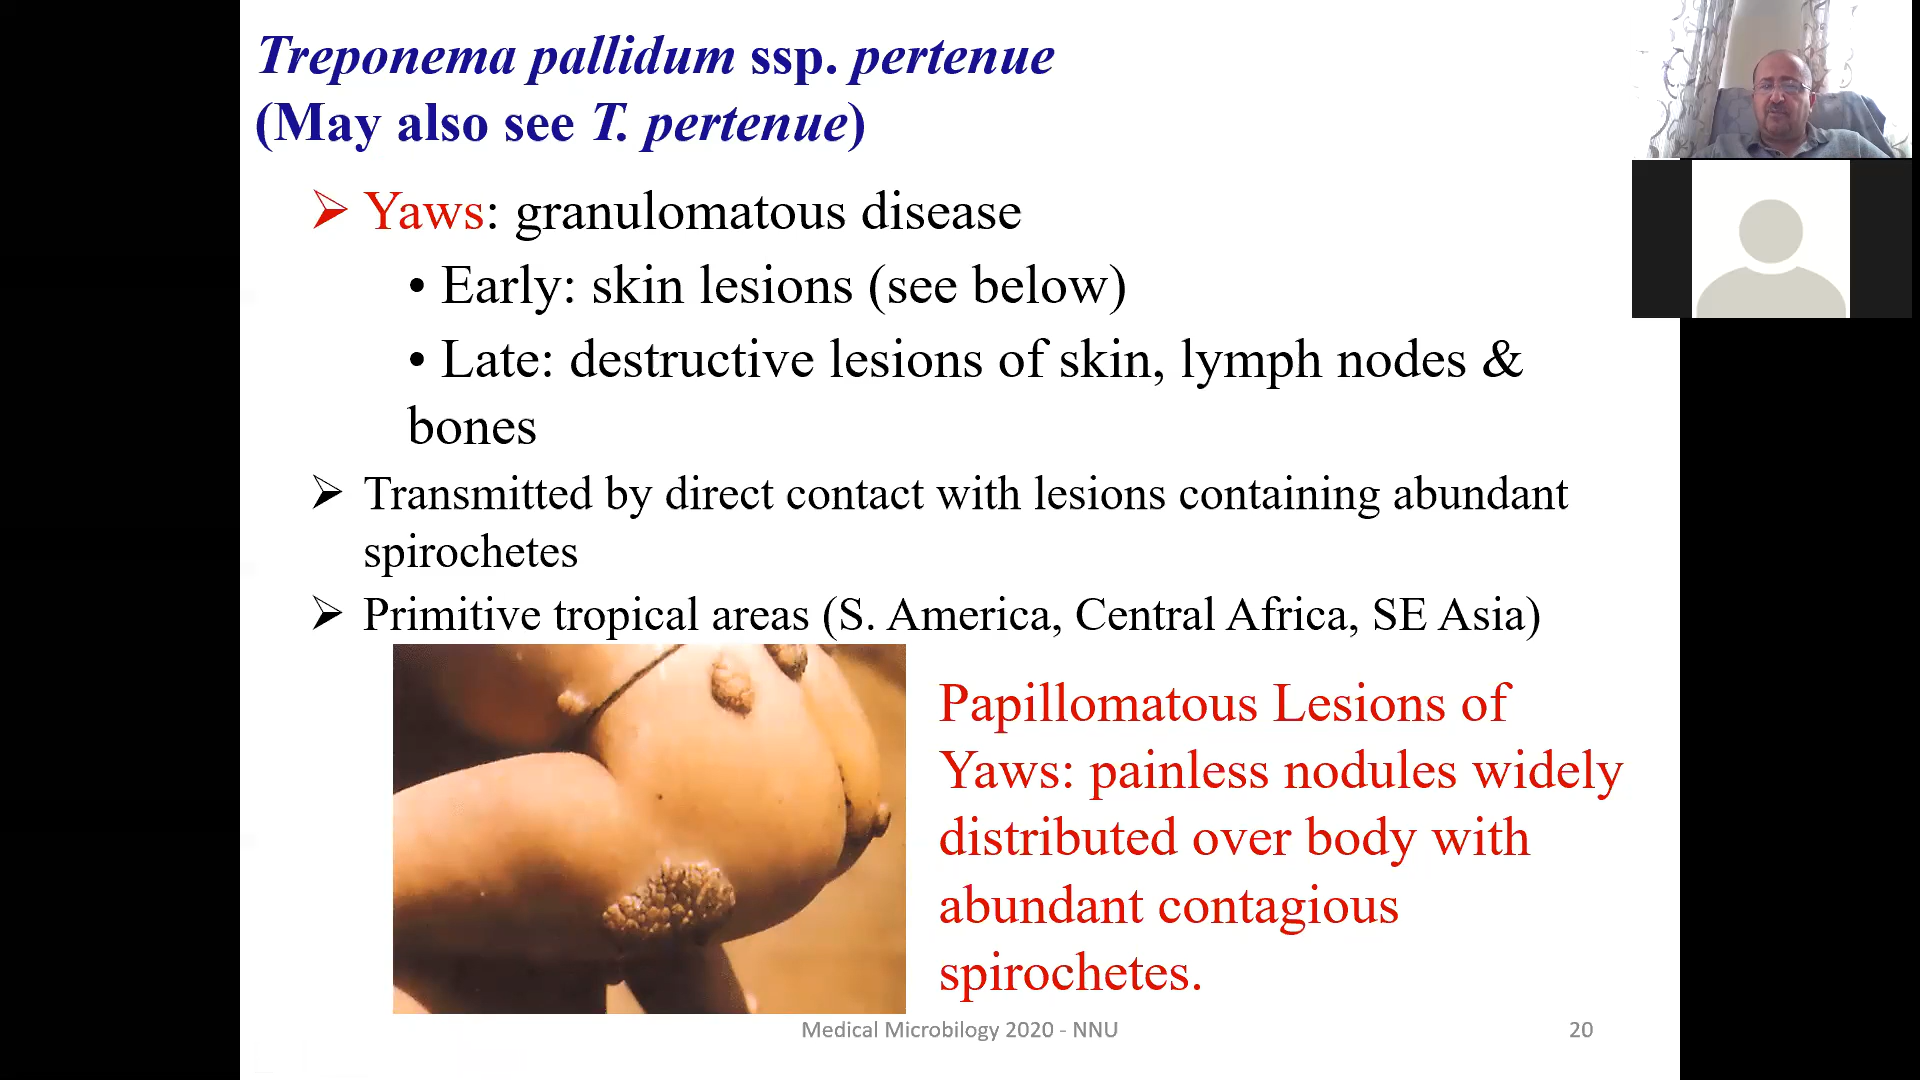 Treponema pallidum ssp. pertenue
(May also see T. pertenue)
➢ Yaws: granulomatous disease
• Early: skin lesions (see below)
• Late: destructive lesions of skin, lymph nodes &
bones
➢ Transmitted by direct contact with lesions containing abundant
spirochetes
➢ Primitive tropical areas (S. America, Central Africa, SE Asia)
Papillomatous Lesions of
Yaws: painless nodules widely
distributed over body with
abundant contagious
spirochetes.
Medical Microbilogy 2020 - NNU
20